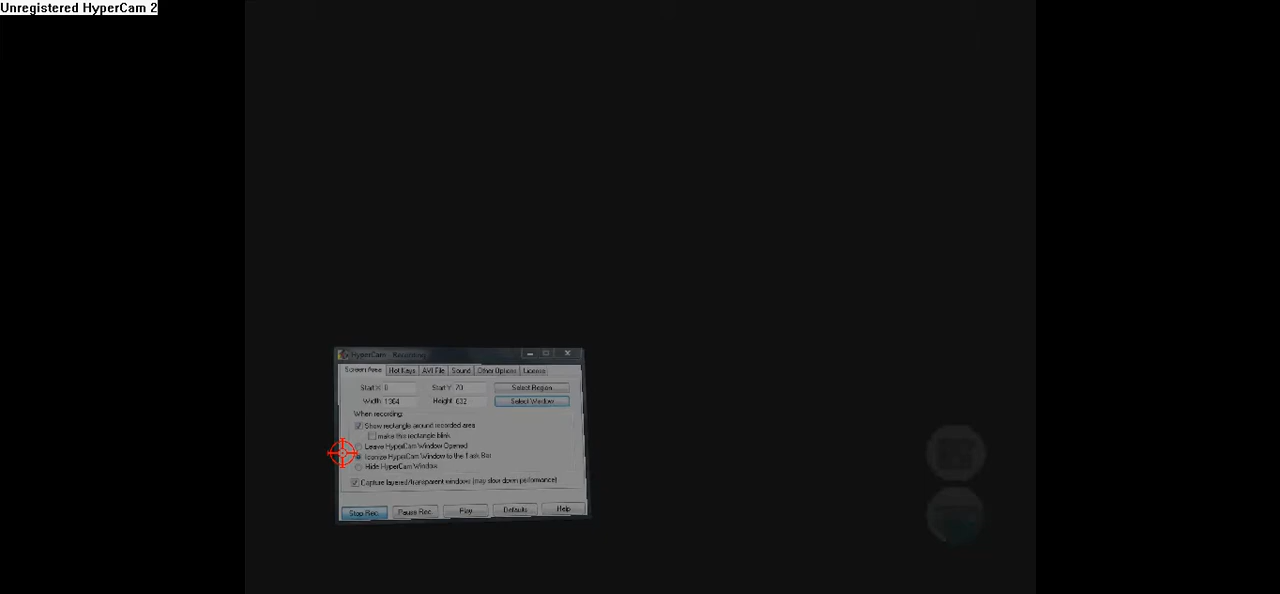 Unregistered HyperCam 2
HyperCam - Recording
Screen Area Hot Keys AVI File Sound Other Options License
Start X: 0 Start Y: 70 Select Region
Width Height 632 Select Window
When recording:
Show rectangle around recorded area
make this rectangle blink
Leave HyperCam Window Opened
Iconize HyperCam Window to the Task Bar
Hide HyperCam Window
Capture layered/transparent windows (may slow down performance)
Stop Rec. Pause Rec. Play Defaults Help